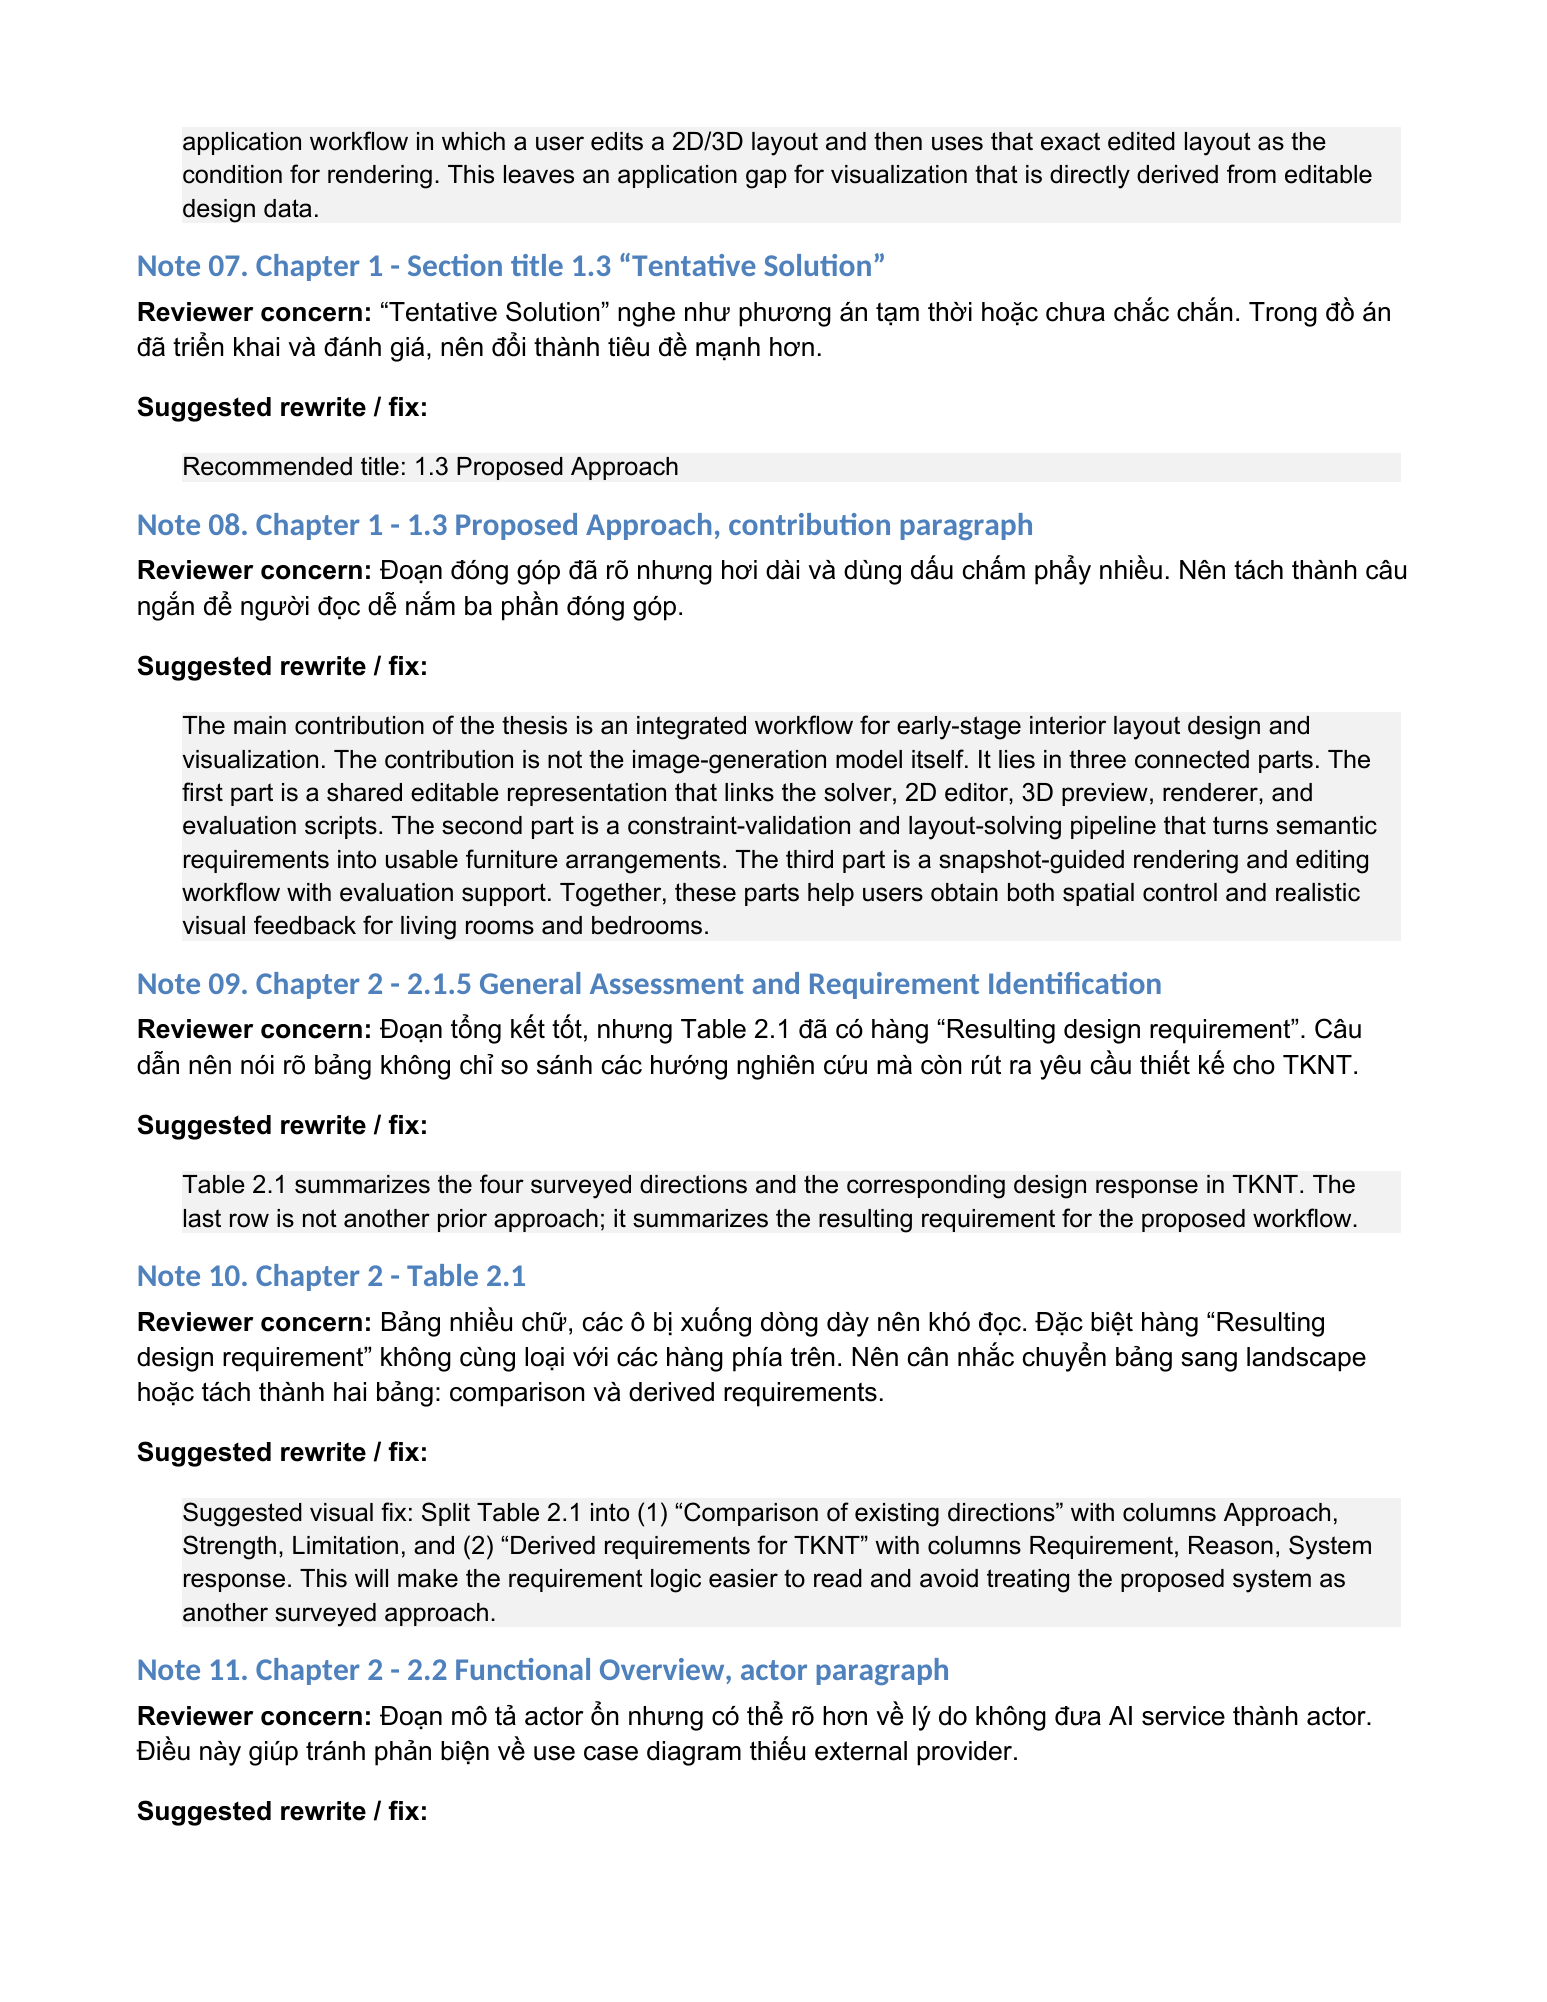 application workflow in which a user edits a 2D/3D layout and then uses that exact edited layout as the
condition for rendering. This leaves an application gap for visualization that is directly derived from editable
design data.
Note 07. Chapter 1 - Section title 1.3 “Tentative Solution”
Reviewer concern: “Tentative Solution” nghe như phương án tạm thời hoặc chưa chắc chắn. Trong đồ án
đã triển khai và đánh giá, nên đổi thành tiêu đề mạnh hơn.
Suggested rewrite / fix:
Recommended title: 1.3 Proposed Approach
Note 08. Chapter 1 - 1.3 Proposed Approach, contribution paragraph
Reviewer concern: Đoạn đóng góp đã rõ nhưng hơi dài và dùng dấu chấm phẩy nhiều. Nên tách thành câu
ngắn để người đọc dễ nắm ba phần đóng góp.
Suggested rewrite / fix:
The main contribution of the thesis is an integrated workflow for early-stage interior layout design and
visualization. The contribution is not the image-generation model itself. It lies in three connected parts. The
first part is a shared editable representation that links the solver, 2D editor, 3D preview, renderer, and
evaluation scripts. The second part is a constraint-validation and layout-solving pipeline that turns semantic
requirements into usable furniture arrangements. The third part is a snapshot-guided rendering and editing
workflow with evaluation support. Together, these parts help users obtain both spatial control and realistic
visual feedback for living rooms and bedrooms.
Note 09. Chapter 2 - 2.1.5 General Assessment and Requirement Identification
Reviewer concern: Đoạn tổng kết tốt, nhưng Table 2.1 đã có hàng “Resulting design requirement”. Câu
dẫn nên nói rõ bảng không chỉ so sánh các hướng nghiên cứu mà còn rút ra yêu cầu thiết kế cho TKNT.
Suggested rewrite / fix:
Table 2.1 summarizes the four surveyed directions and the corresponding design response in TKNT. The
last row is not another prior approach; it summarizes the resulting requirement for the proposed workflow.
Note 10. Chapter 2 - Table 2.1
Reviewer concern: Bảng nhiều chữ, các ô bị xuống dòng dày nên khó đọc. Đặc biệt hàng “Resulting
design requirement” không cùng loại với các hàng phía trên. Nên cân nhắc chuyển bảng sang landscape
hoặc tách thành hai bảng: comparison và derived requirements.
Suggested rewrite / fix:
Suggested visual fix: Split Table 2.1 into (1) “Comparison of existing directions” with columns Approach,
Strength, Limitation, and (2) “Derived requirements for TKNT” with columns Requirement, Reason, System
response. This will make the requirement logic easier to read and avoid treating the proposed system as
another surveyed approach.
Note 11. Chapter 2 - 2.2 Functional Overview, actor paragraph
Reviewer concern: Đoạn mô tả actor ổn nhưng có thể rõ hơn về lý do không đưa AI service thành actor.
Điều này giúp tránh phản biện về use case diagram thiếu external provider.
Suggested rewrite / fix: